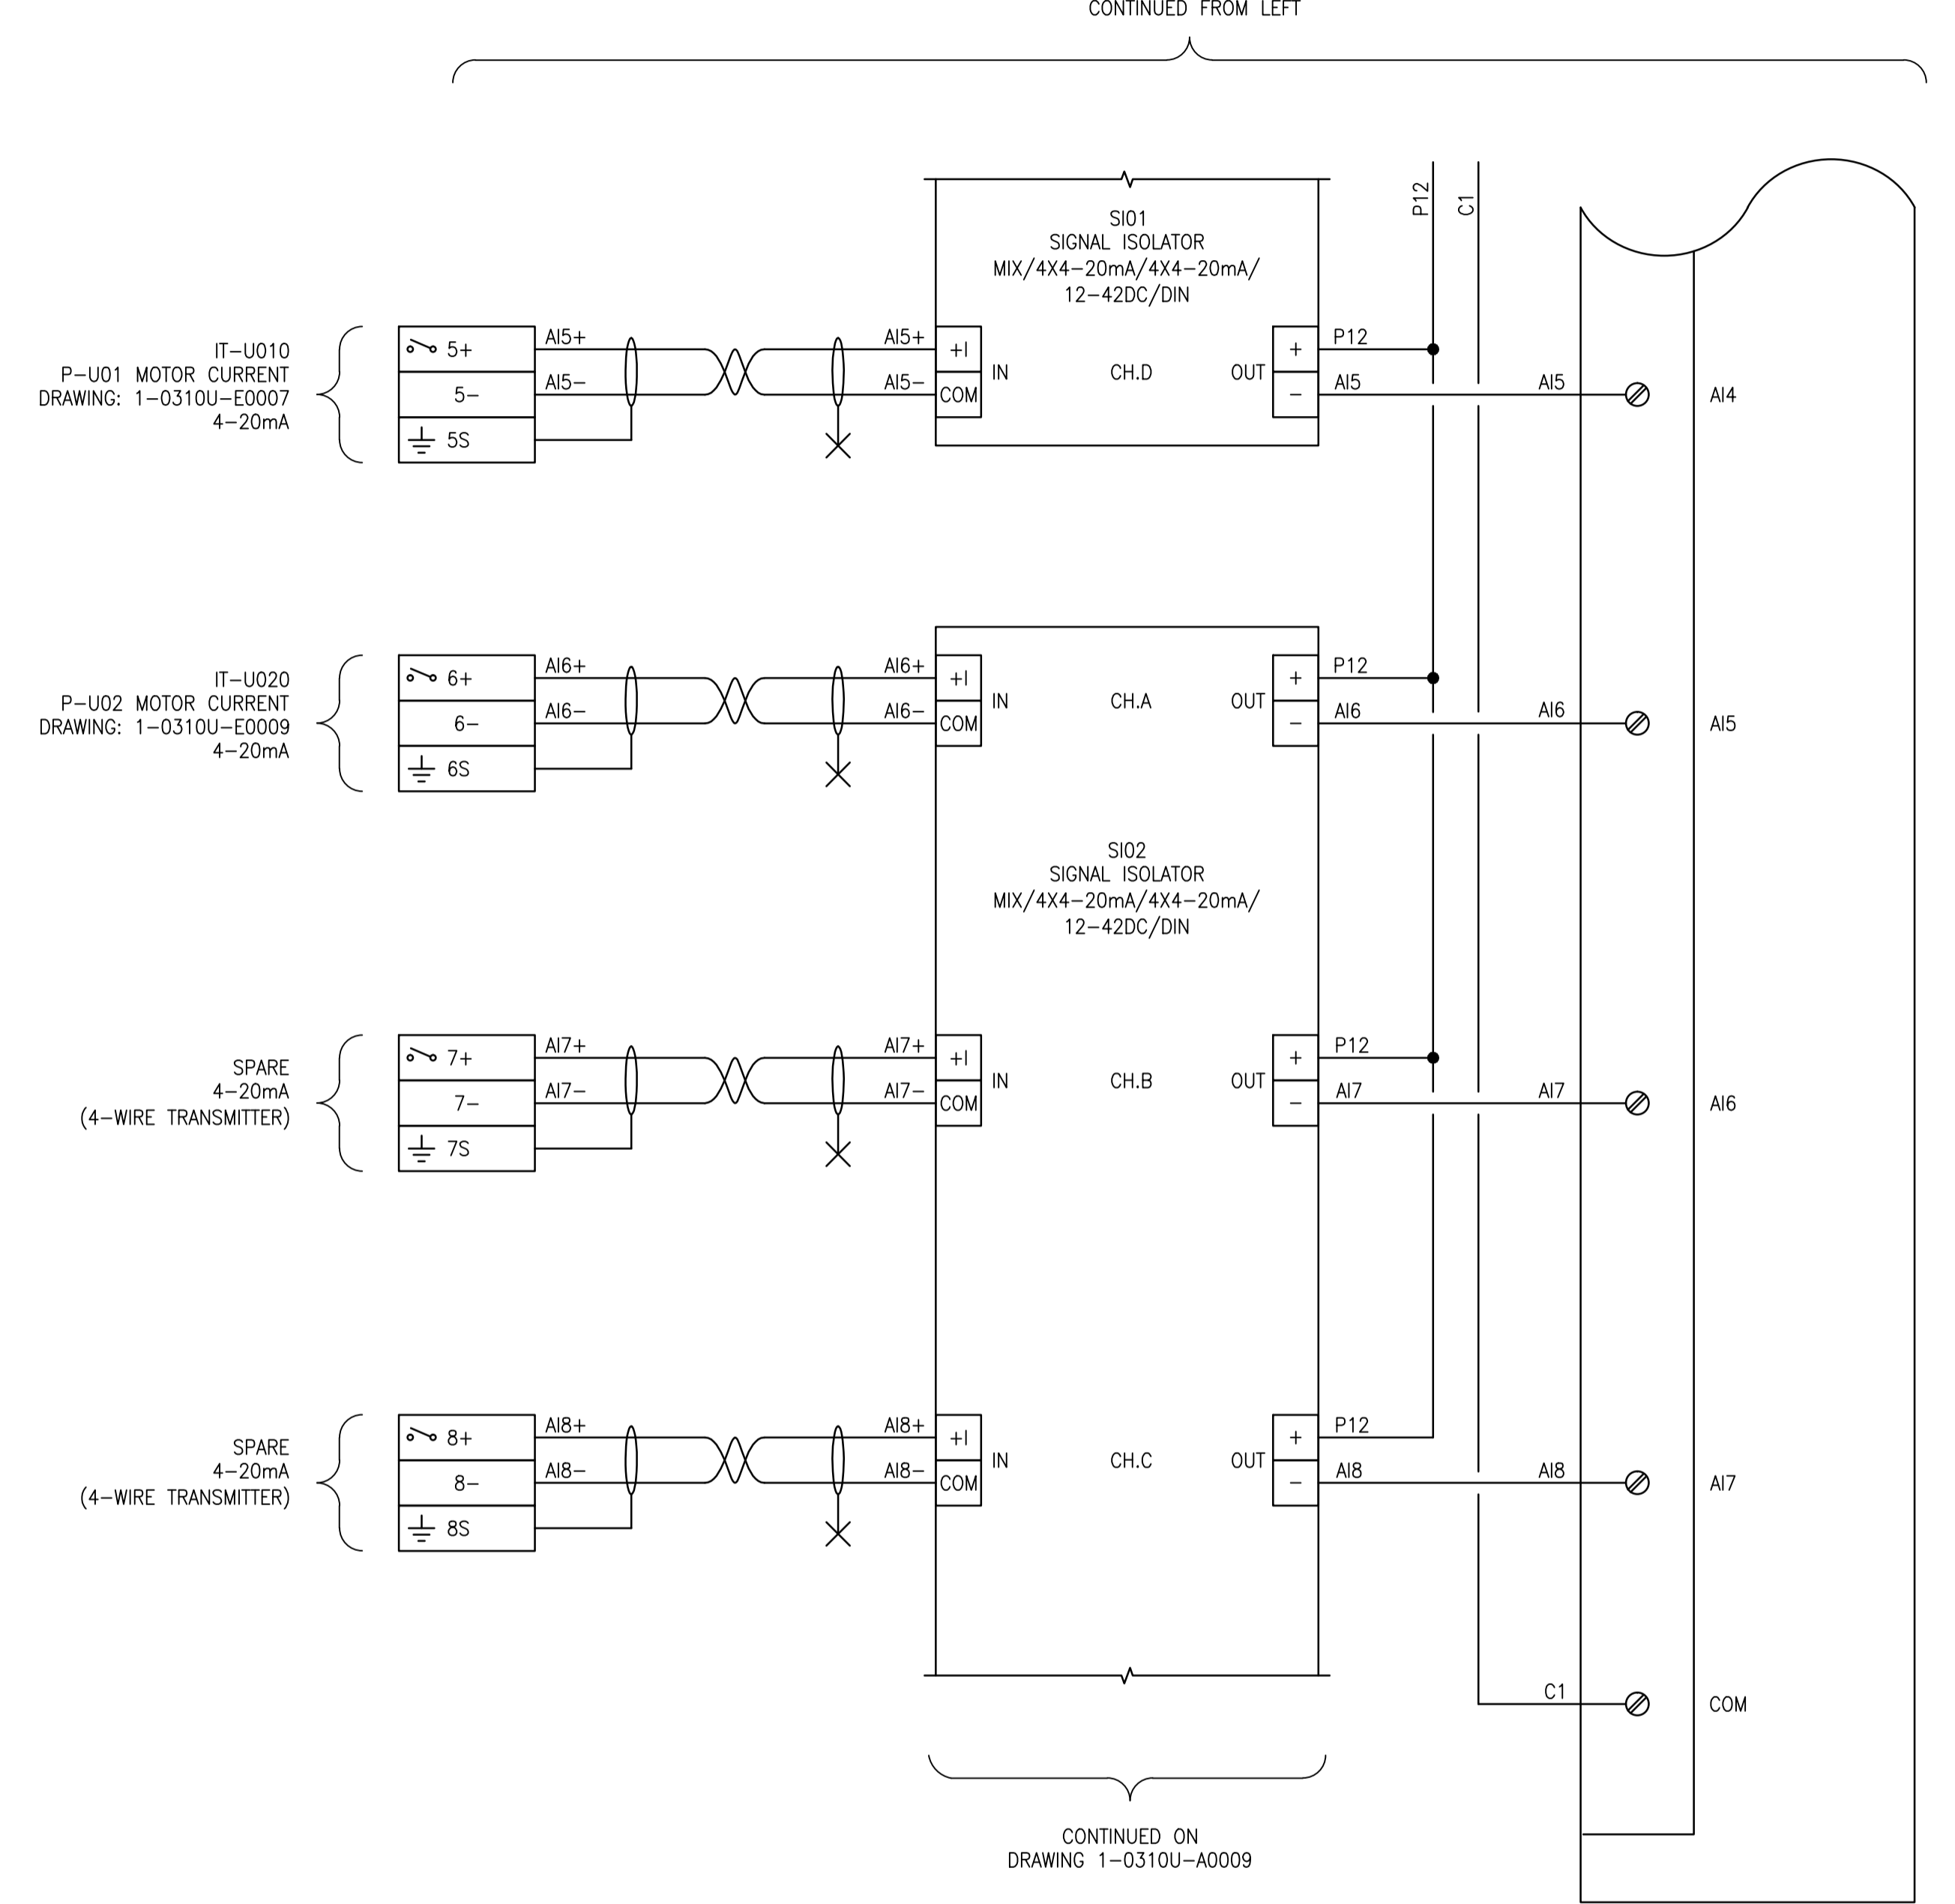 CONTINUED FROM LEFT
P12
C1
SI01
SIGNAL ISOLATOR
MIX/4X4-20mA/4X4-20mA/
12-42DC/DIN
IT-U010
P-U01 MOTOR CURRENT
DRAWING: 1-0310U-E0007
4-20mA
5+
5-
5S
AI5+
AI5-
AI5+
AI5-
+I
COM
IN
CH.D
OUT
+
-
P12
AI5
AI5
AI4
IT-U020
P-U02 MOTOR CURRENT
DRAWING: 1-0310U-E0009
4-20mA
6+
6-
6S
AI6+
AI6-
AI6+
AI6-
+I
COM
IN
CH.A
OUT
+
-
P12
AI6
AI6
AI5
SI02
SIGNAL ISOLATOR
MIX/4X4-20mA/4X4-20mA/
12-42DC/DIN
SPARE
4-20mA
(4-WIRE TRANSMITTER)
7+
7-
7S
AI7+
AI7-
AI7+
AI7-
+I
COM
IN
CH.B
OUT
+
-
P12
AI7
AI7
AI6
SPARE
4-20mA
(4-WIRE TRANSMITTER)
8+
8-
8S
AI8+
AI8-
AI8+
AI8-
+I
COM
IN
CH.C
OUT
+
-
P12
AI8
AI8
AI7
C1
COM
CONTINUED ON
DRAWING 1-0310U-A0009